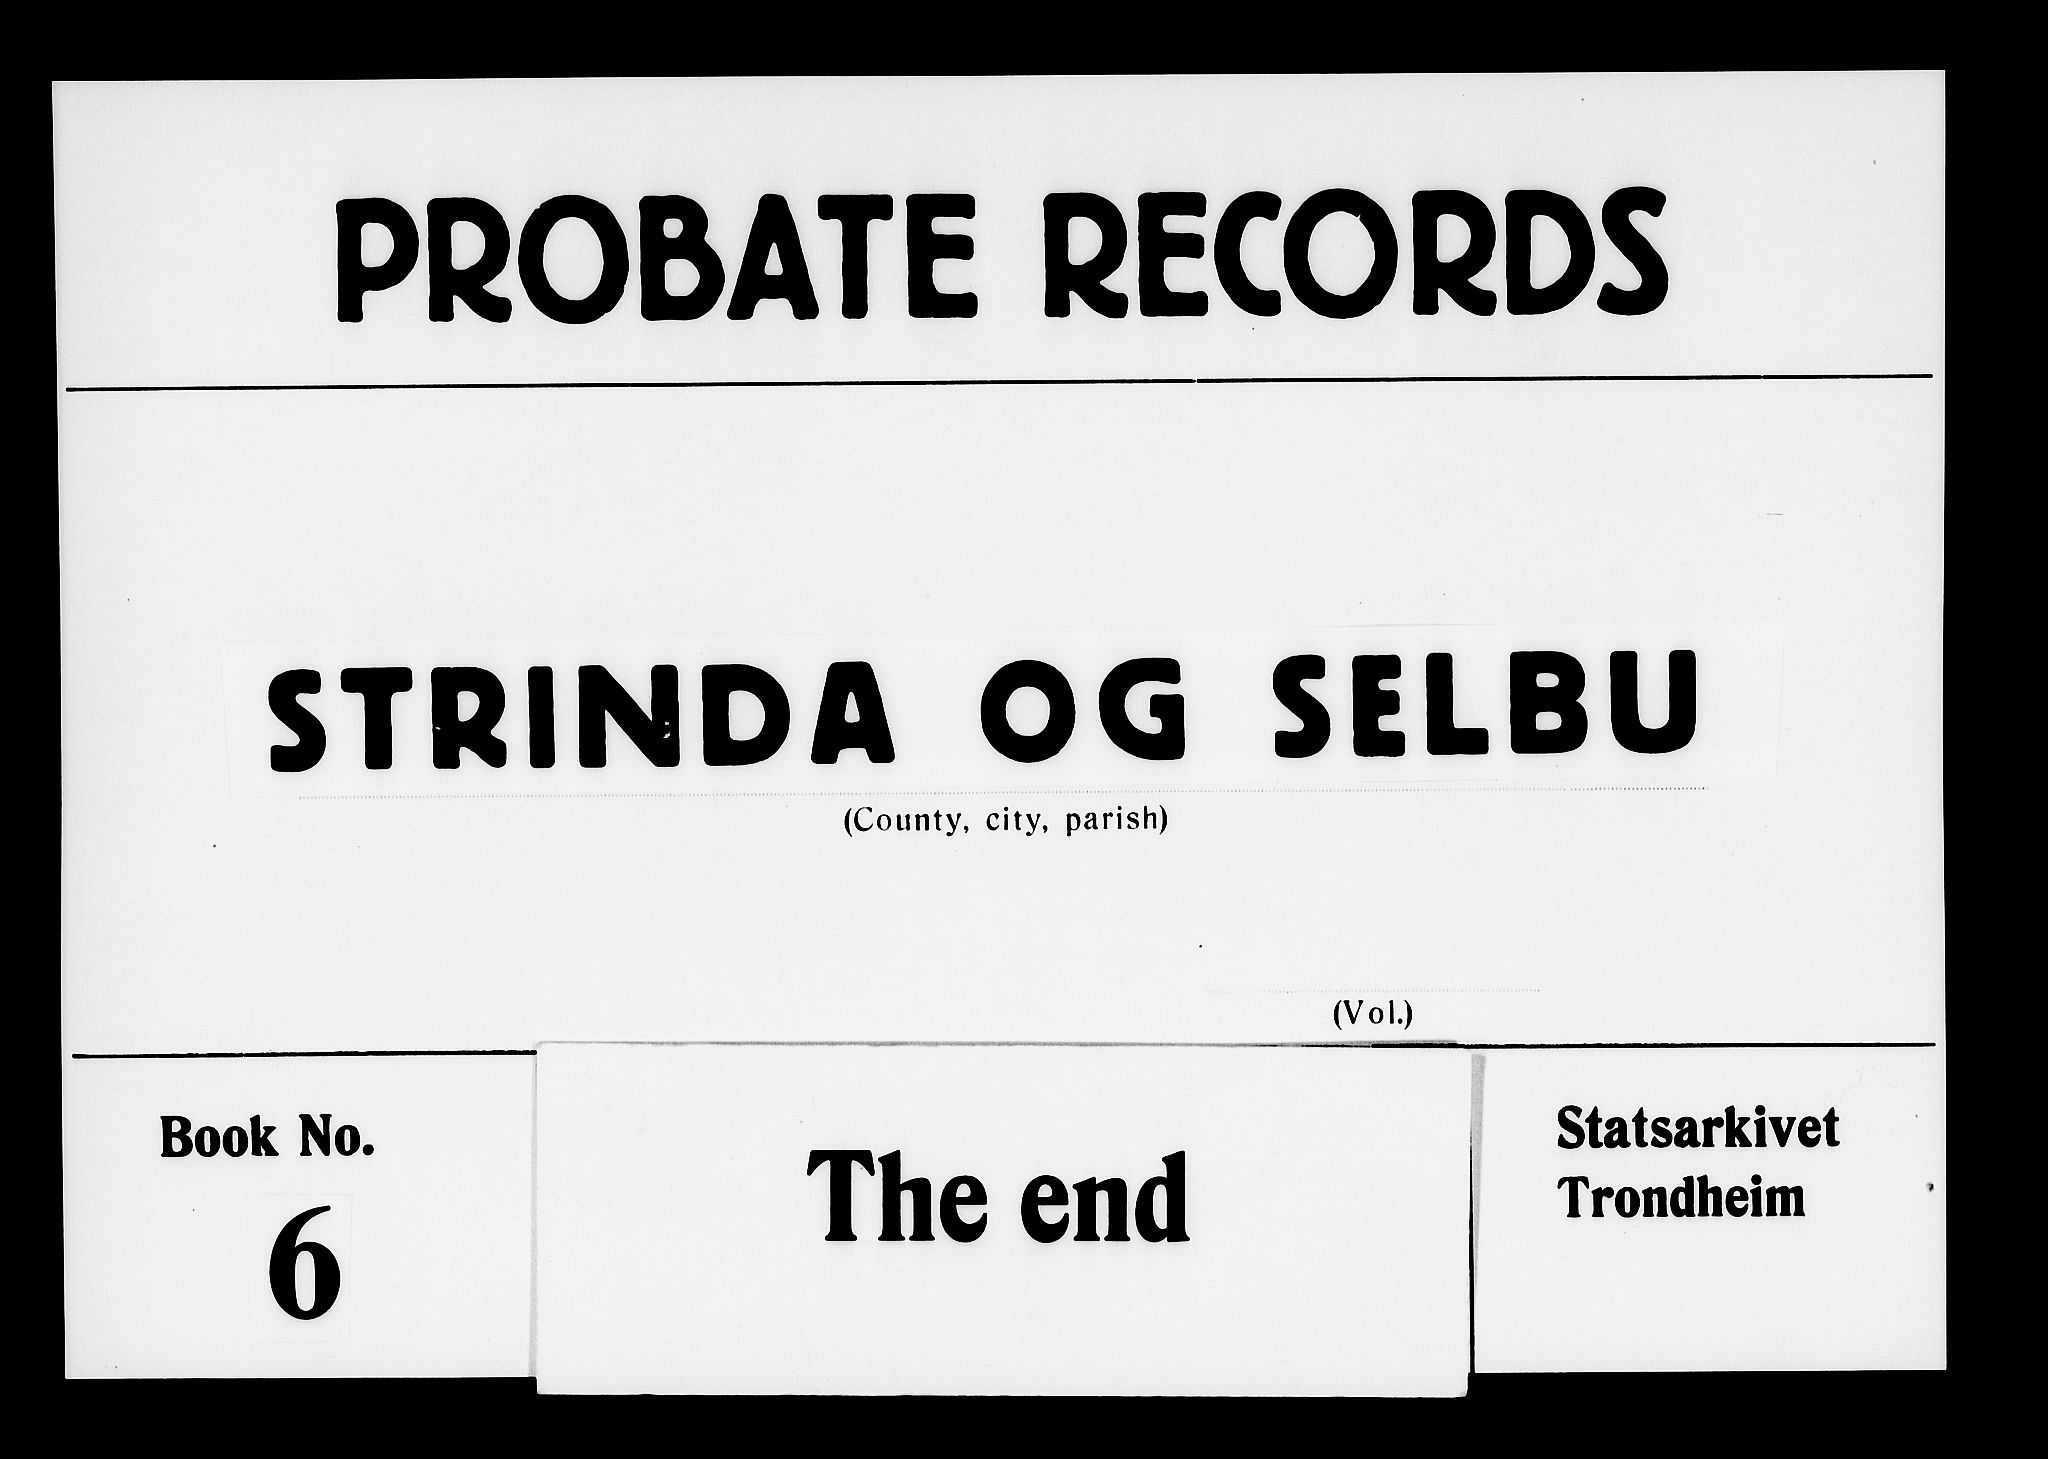 PROBATE RECORDS
STRINDA OG SELBU
(County, city, parish)
(Vol.)
Book No.
6
The end
Statsarkivet
Trondheim